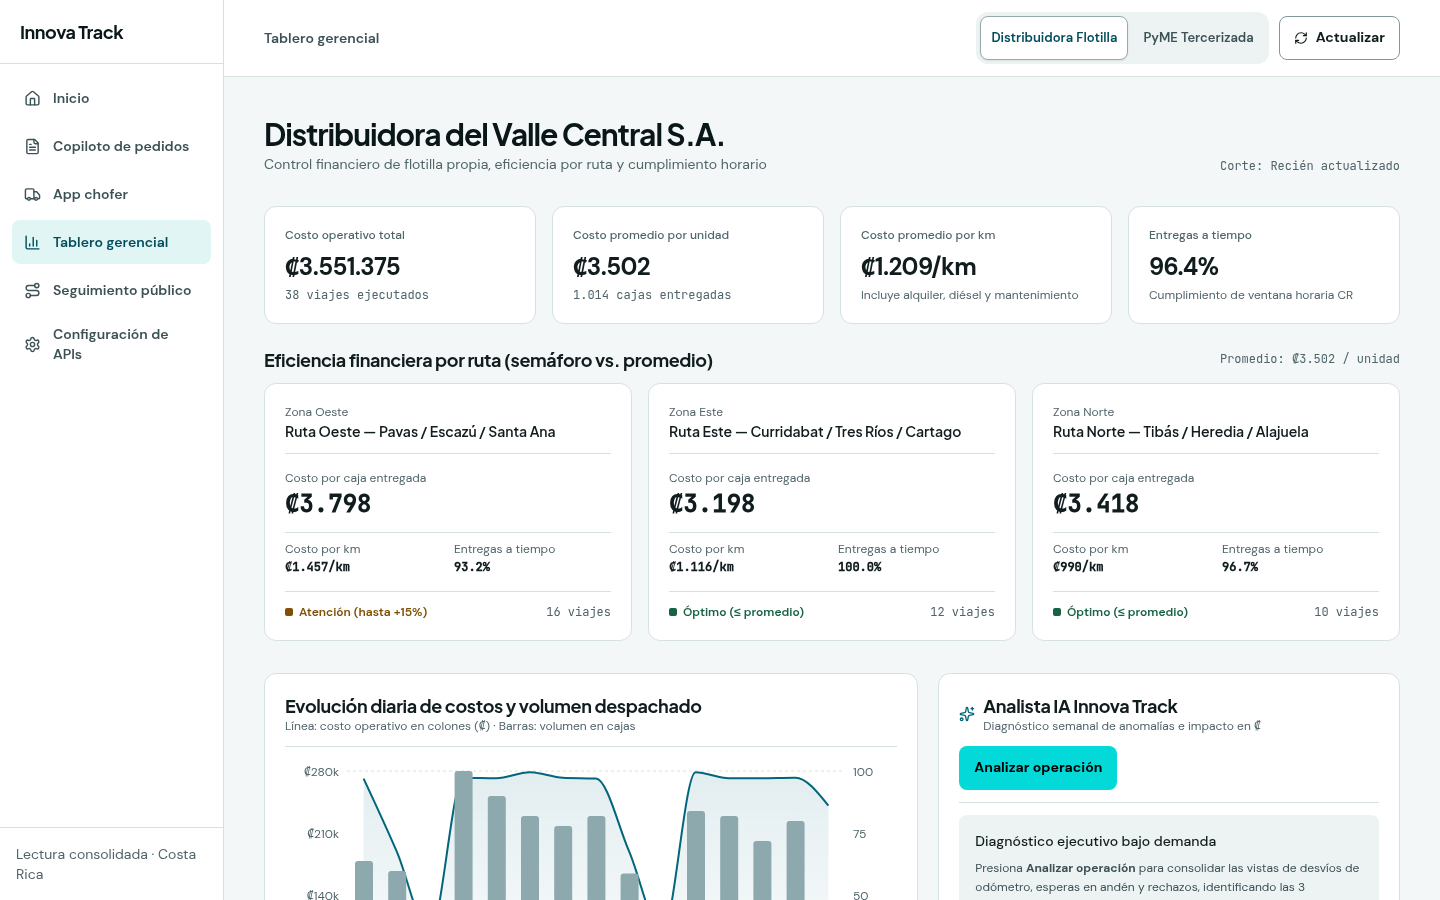 Innova Track
Inicio
Copiloto de pedidos
App chofer
Tablero gerencial
Seguimiento público
Configuración de
APIs
Lectura consolidada · Costa
Rica
Tablero gerencial
Distribuidora Flotilla
PyME Tercerizada
Actualizar
Distribuidora del Valle Central S.A.
Control financiero de flotilla propia, eficiencia por ruta y cumplimiento horario
Corte: Recién actualizado
Costo operativo total
₡3.551.375
38 viajes ejecutados
Costo promedio por unidad
₡3.502
1.014 cajas entregadas
Costo promedio por km
₡1.209/km
Incluye alquiler, diésel y mantenimiento
Entregas a tiempo
96.4%
Cumplimiento de ventana horaria CR
Eficiencia financiera por ruta (semáforo vs. promedio)
Promedio: ₡3.502 / unidad
Zona Oeste
Ruta Oeste — Pavas / Escazú / Santa Ana
Costo por caja entregada
₡3.798
Costo por km
₡1.457/km
Entregas a tiempo
93.2%
Atención (hasta +15%)
16 viajes
Zona Este
Ruta Este — Curridabat / Tres Ríos / Cartago
Costo por caja entregada
₡3.198
Costo por km
₡1.116/km
Entregas a tiempo
100.0%
Óptimo (≤ promedio)
12 viajes
Zona Norte
Ruta Norte — Tibás / Heredia / Alajuela
Costo por caja entregada
₡3.418
Costo por km
₡990/km
Entregas a tiempo
96.7%
Óptimo (≤ promedio)
10 viajes
Evolución diaria de costos y volumen despachado
Línea: costo operativo en colones (₡) · Barras: volumen en cajas
₡280k
₡210k
₡140k
100
75
50
Analista IA Innova Track
Diagnóstico semanal de anomalías e impacto en ₡
Analizar operación
Diagnóstico ejecutivo bajo demanda
Presiona Analizar operación para consolidar las vistas de desvíos de
odómetro, esperas en andén y rechazos, identificando las 3